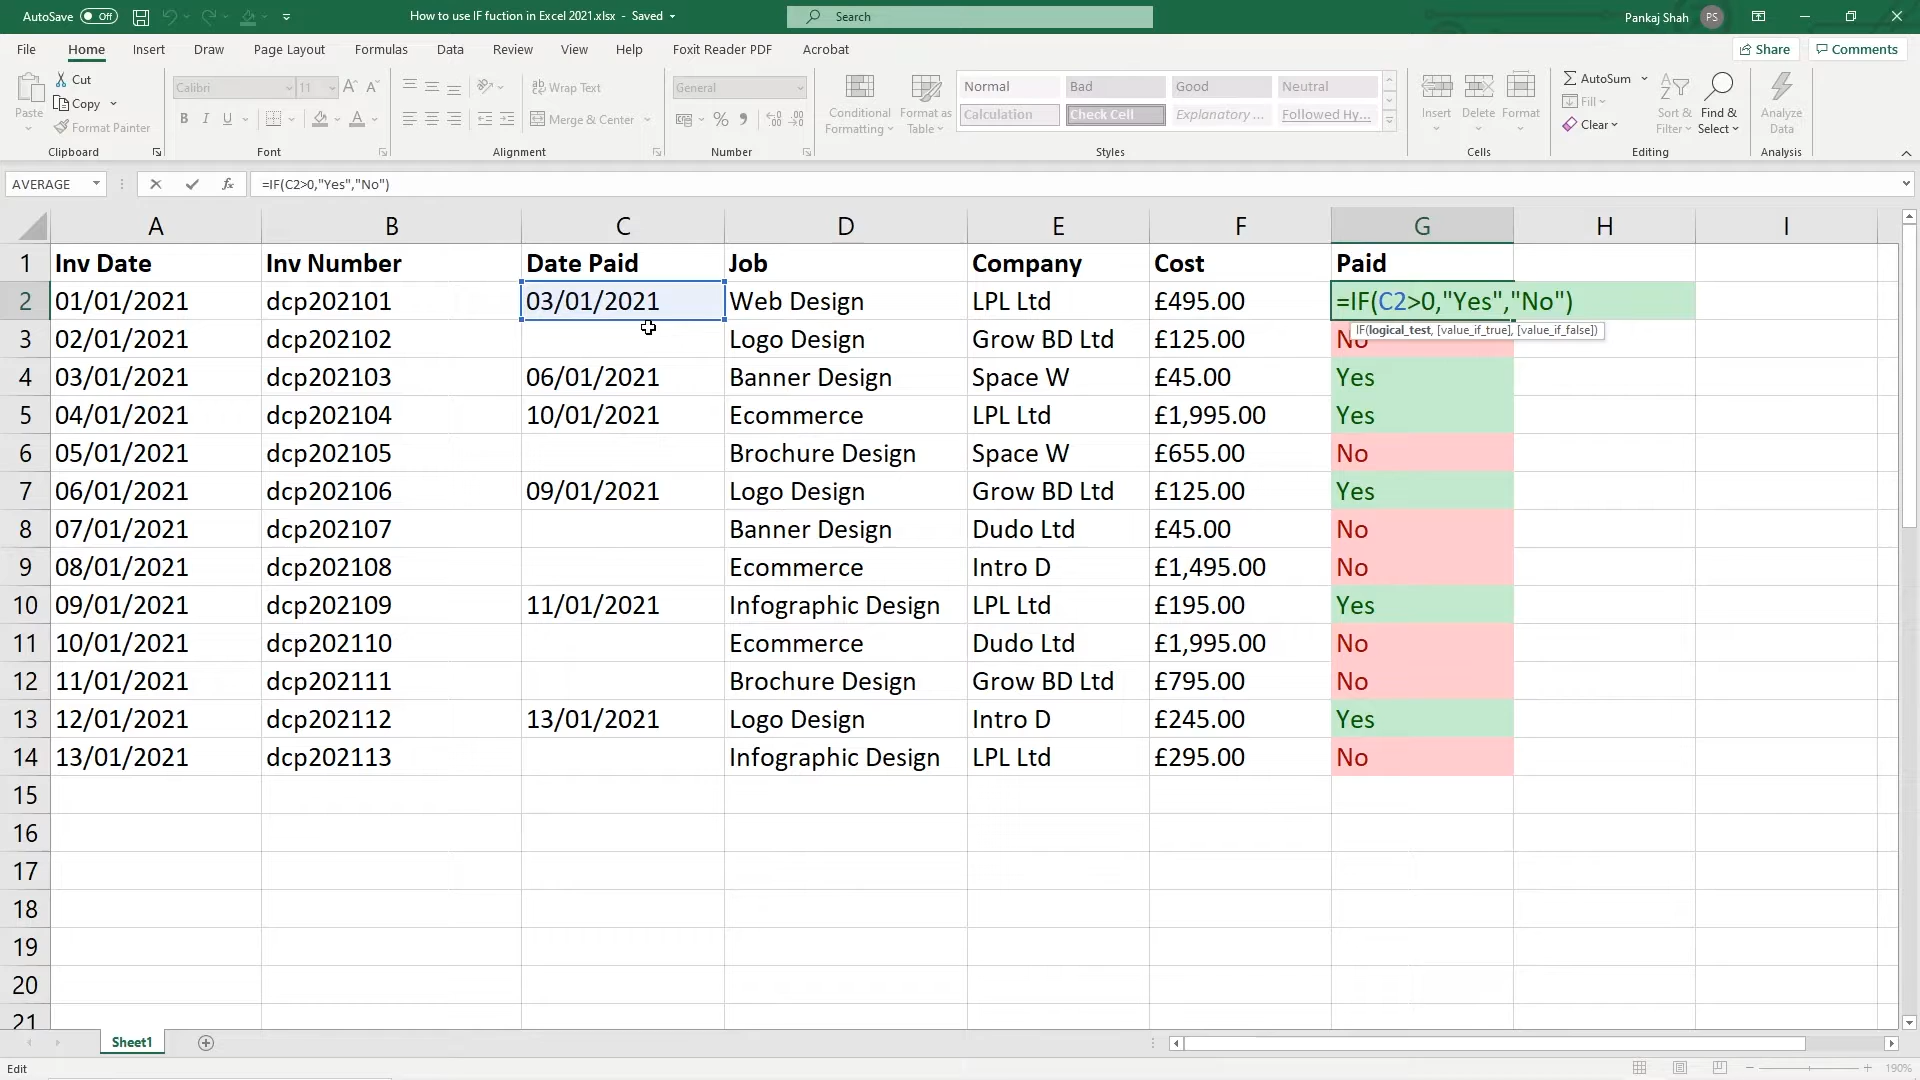 AutoSave Off How to use IF fuction in Excel 2021.xlsx - Saved Search Pankaj Shah PS
File Home Insert Draw Page Layout Formulas Data Review View Help Foxit Reader PDF Acrobat Share Comments
Paste Cut Copy Format Painter Clipboard
Calibri 11 B I U A A Font
Wrap Text Merge & Center Alignment
General % Number
Conditional Formatting Format as Table
Normal Bad Good Neutral
Calculation Check Cell Explanatory ... Followed Hy...
Styles
Insert Delete Format Cells
AutoSum Fill Clear Sort & Filter Find & Select Editing
Analyze Data Analysis
AVERAGE fx =IF(C2>0,"Yes","No")
A B C D E F G H I
1 Inv Date Inv Number Date Paid Job Company Cost Paid
2 01/01/2021 dcp202101 03/01/2021 Web Design LPL Ltd £495.00 =IF(C2>0,"Yes","No")
IF(logical_test, [value_if_true], [value_if_false])
3 02/01/2021 dcp202102 Logo Design Grow BD Ltd £125.00 No
4 03/01/2021 dcp202103 06/01/2021 Banner Design Space W £45.00 Yes
5 04/01/2021 dcp202104 10/01/2021 Ecommerce LPL Ltd £1,995.00 Yes
6 05/01/2021 dcp202105 Brochure Design Space W £655.00 No
7 06/01/2021 dcp202106 09/01/2021 Logo Design Grow BD Ltd £125.00 Yes
8 07/01/2021 dcp202107 Banner Design Dudo Ltd £45.00 No
9 08/01/2021 dcp202108 Ecommerce Intro D £1,495.00 No
10 09/01/2021 dcp202109 11/01/2021 Infographic Design LPL Ltd £195.00 Yes
11 10/01/2021 dcp202110 Ecommerce Dudo Ltd £1,995.00 No
12 11/01/2021 dcp202111 Brochure Design Grow BD Ltd £795.00 No
13 12/01/2021 dcp202112 13/01/2021 Logo Design Intro D £245.00 Yes
14 13/01/2021 dcp202113 Infographic Design LPL Ltd £295.00 No
15
16
17
18
19
20
21
Sheet1
Edit 190%